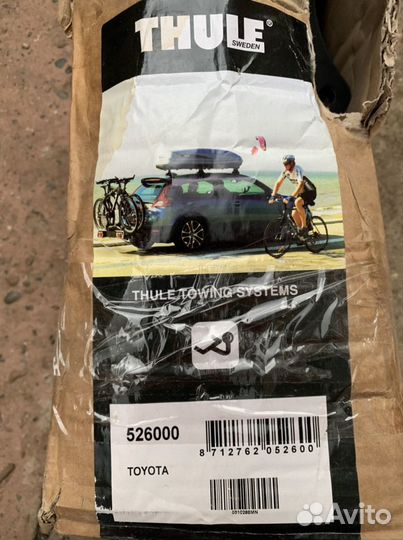 THULE®
SWEDEN
THULE TOWING SYSTEMS
526000
8 712762 052600
TOYOTA
Avito